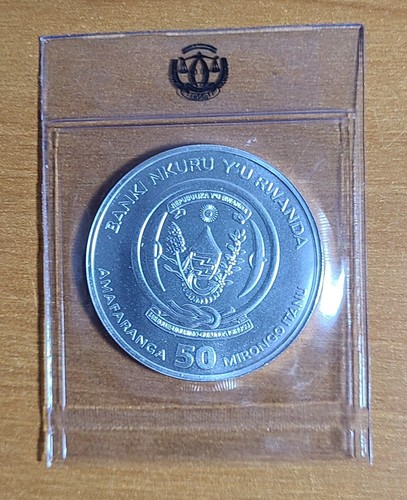 BANKI NKURU Y'U RWANDA
REPUBULIKA Y'U RWANDA
AMAFARANGA 50 MIRONGO ITANU